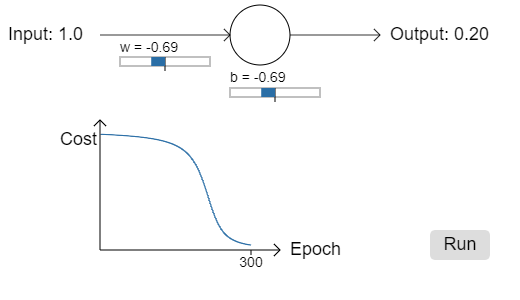 Input: 1.0
Output: 0.20
w = -0.69
b = -0.69
Cost
Epoch
300
Run